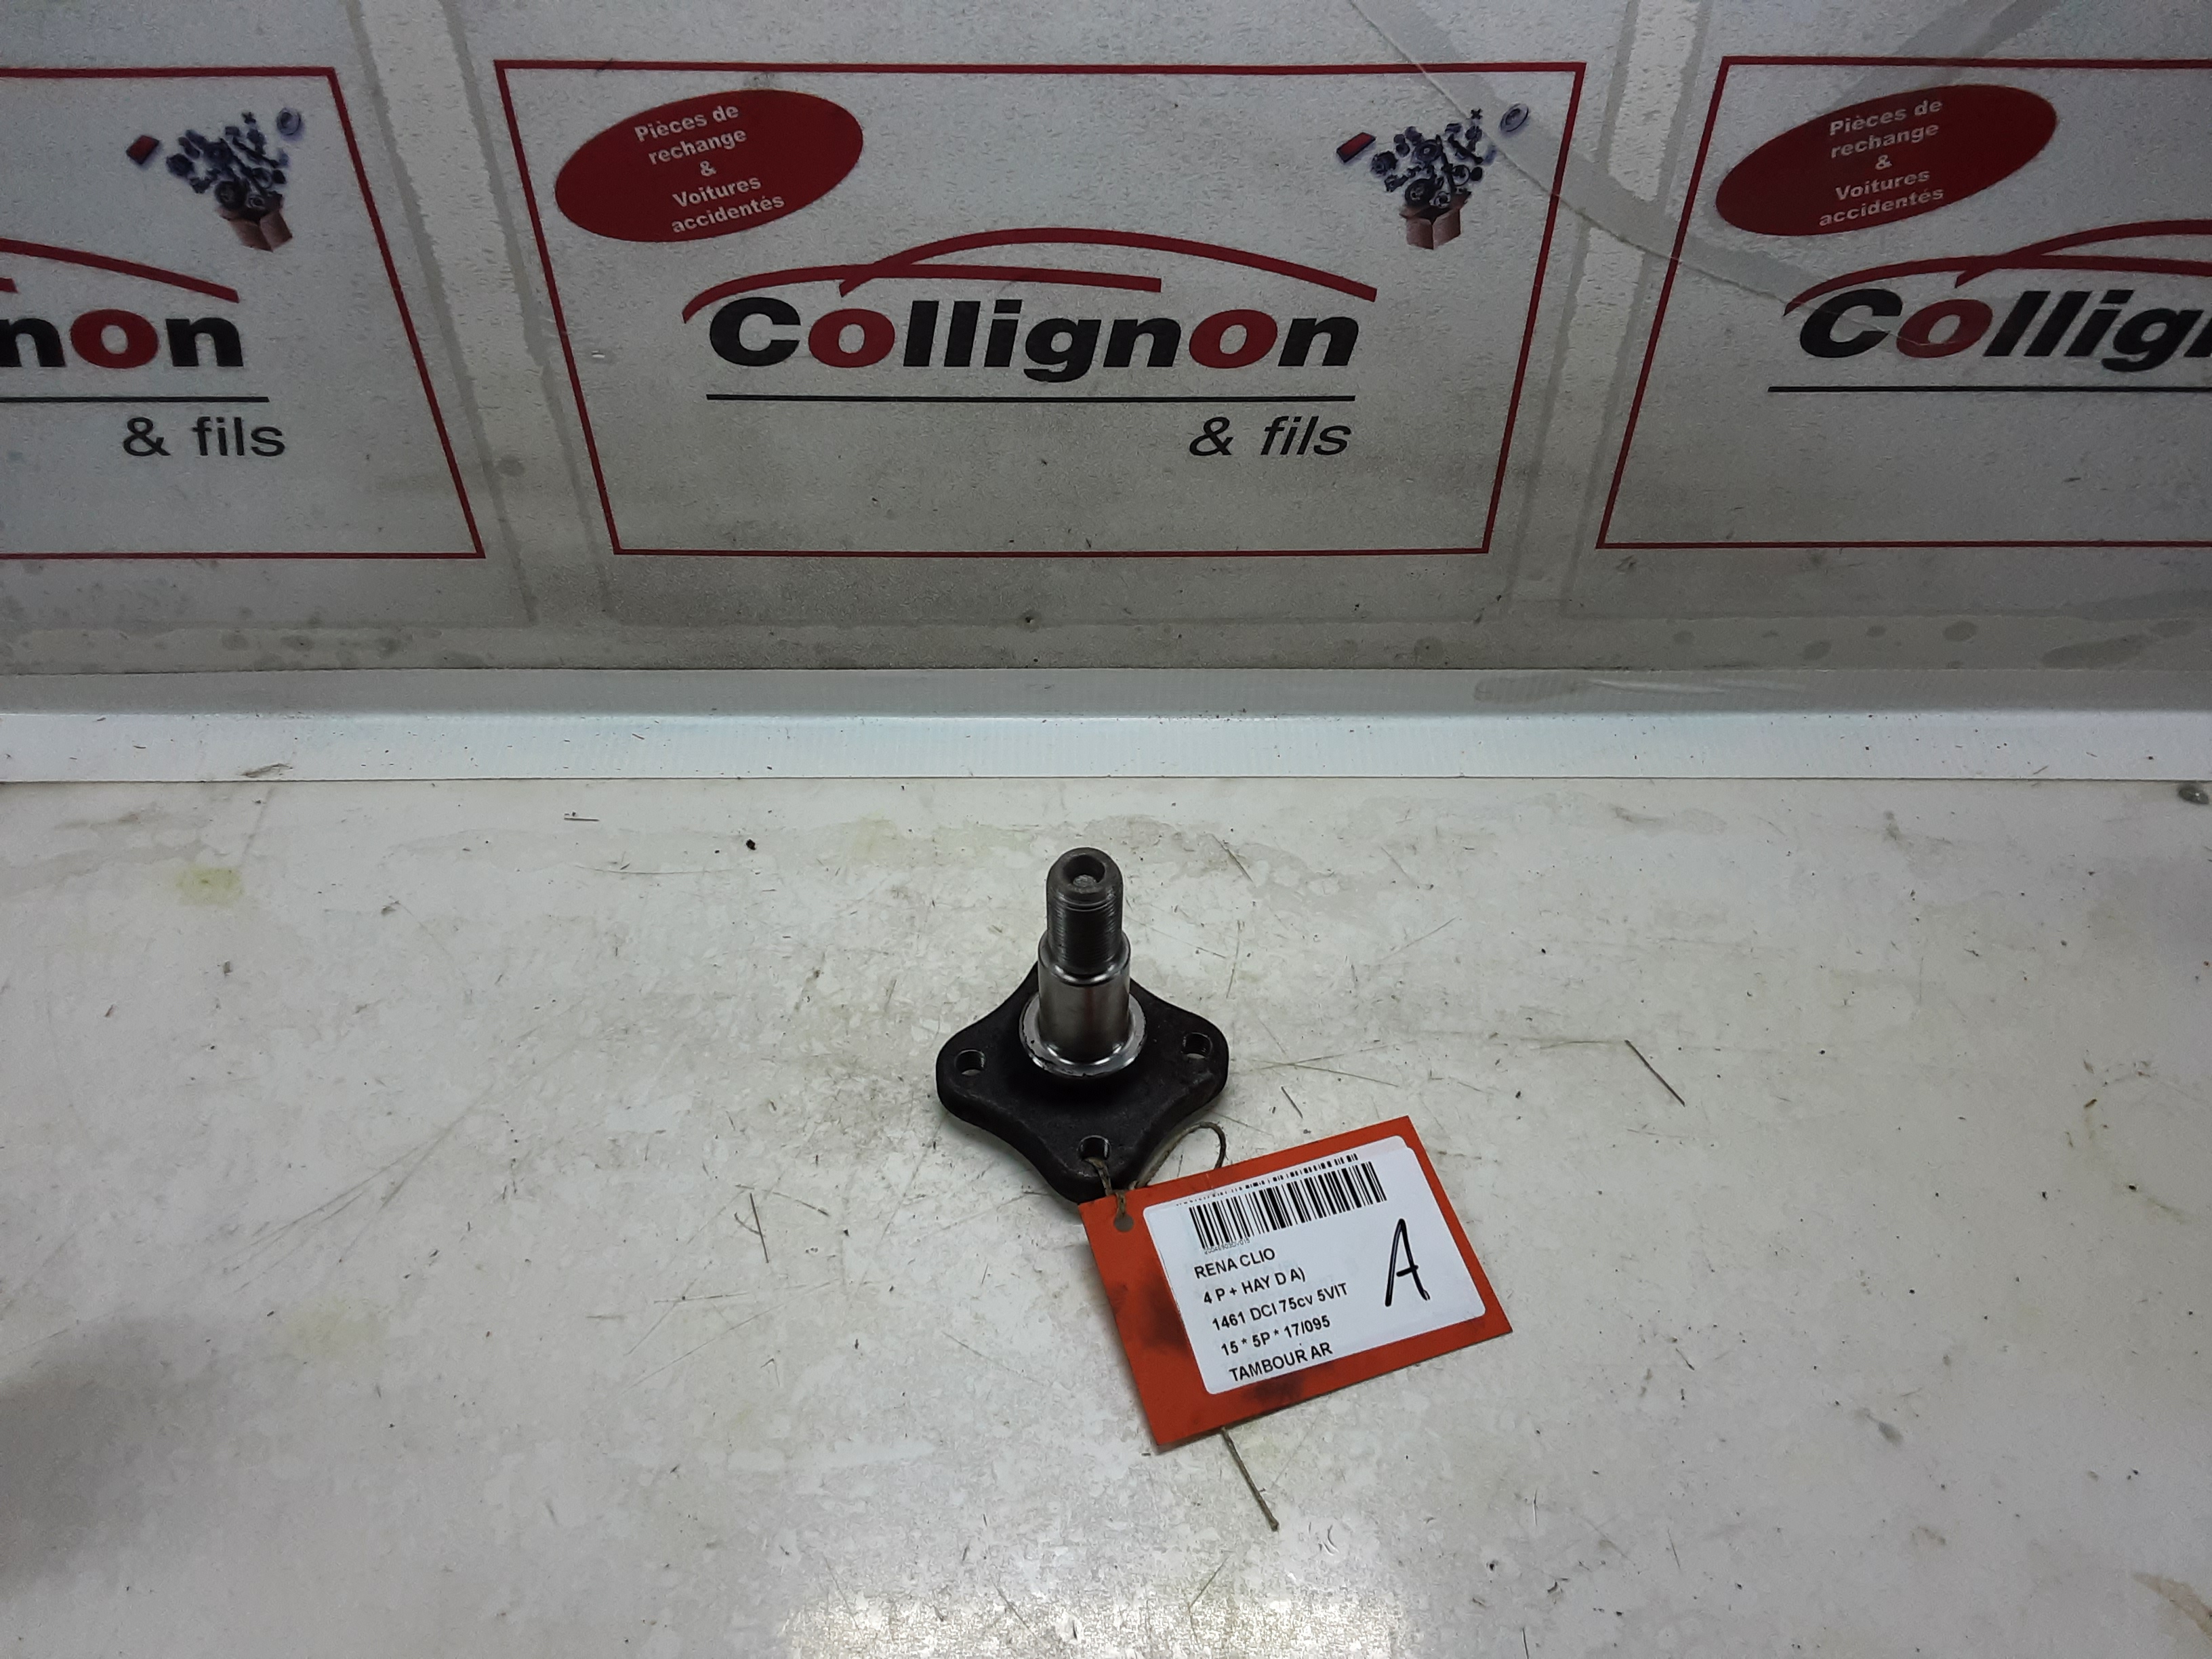 Pièces de
rechange
&
Voitures
accidentés
Collignon
& fils
non
& fils
Pièces de
rechange
&
Voitures
accidentés
Collign
RENA CLIO
4 P + HAY D A)
1461 DCI 75cv 5VIT
15 * 5P * 17/095
TAMBOUR AR
A